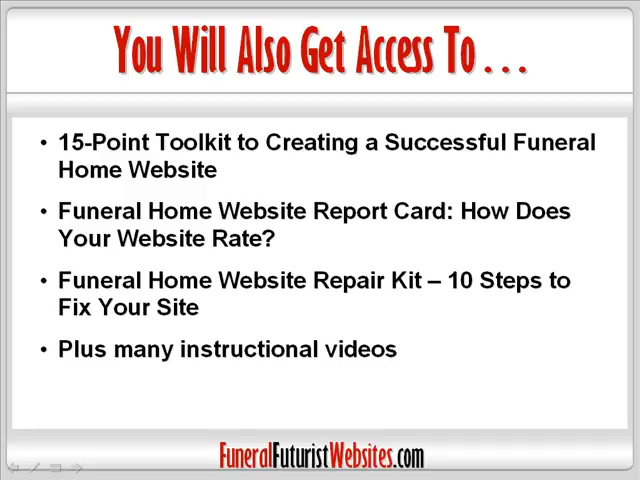 You Will Also Get Access To . . .
• 15-Point Toolkit to Creating a Successful Funeral
Home Website
• Funeral Home Website Report Card: How Does
Your Website Rate?
• Funeral Home Website Repair Kit – 10 Steps to
Fix Your Site
• Plus many instructional videos
FuneralFuturistWebsites.com